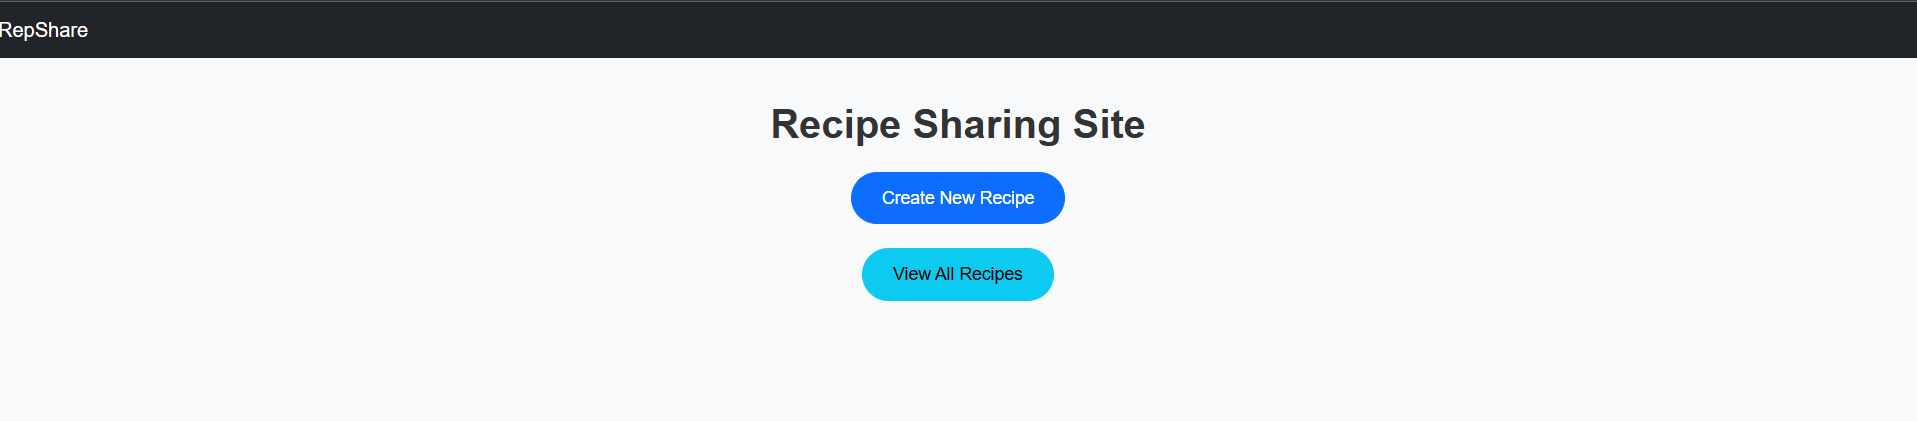 RepShare
Recipe Sharing Site
Create New Recipe
View All Recipes